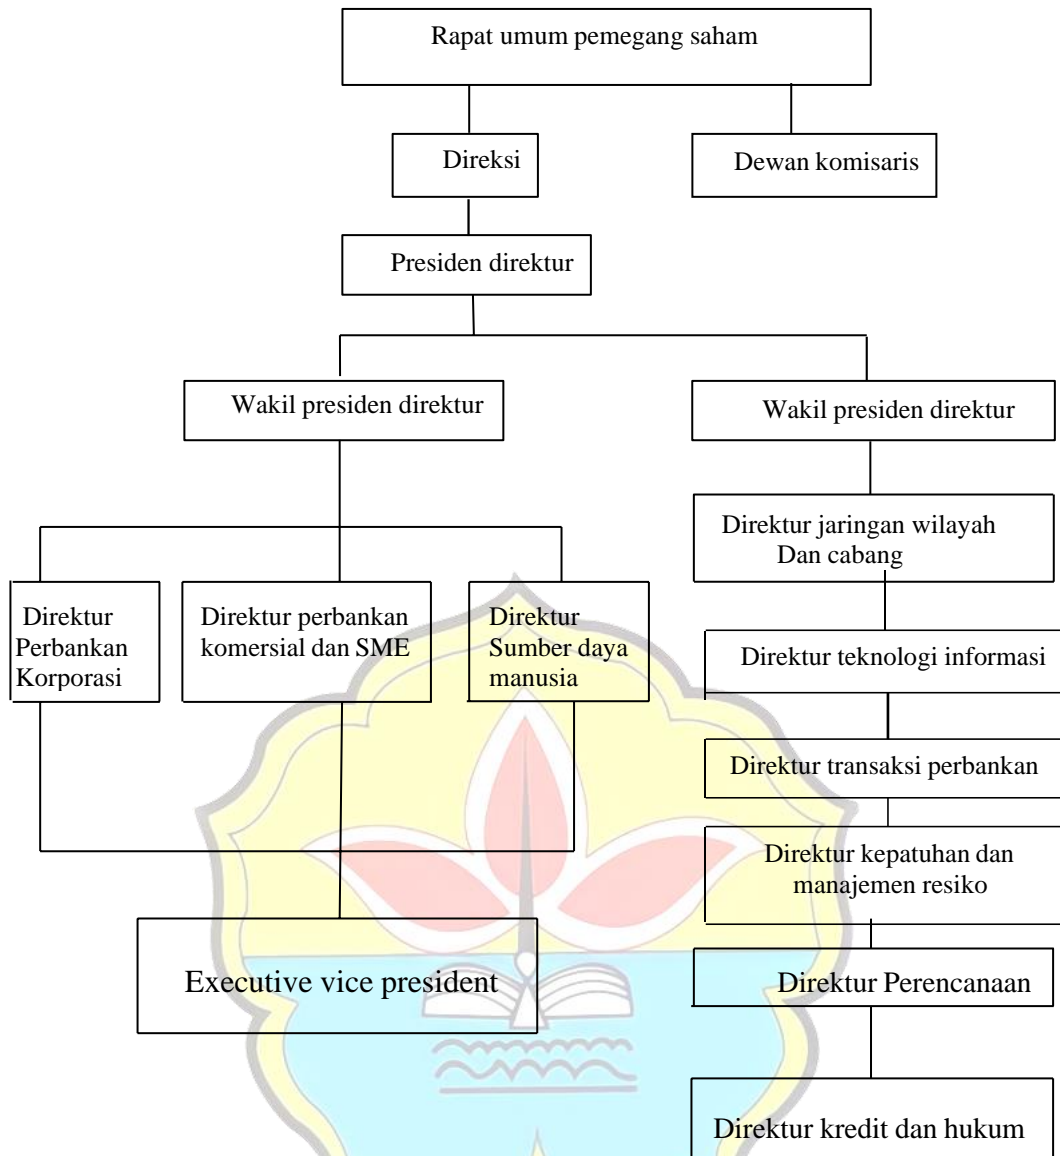 Rapat umum pemegang saham
Direksi
Dewan komisaris
Presiden direktur
Wakil presiden direktur
Wakil presiden direktur
Direktur
Perbankan
Korporasi
Direktur perbankan
komersial dan SME
Direktur
Sumber daya
manusia
Executive vice president
Direktur jaringan wilayah
Dan cabang
Direktur teknologi informasi
Direktur transaksi perbankan
Direktur kepatuhan dan
manajemen resiko
Direktur Perencanaan
Direktur kredit dan hukum